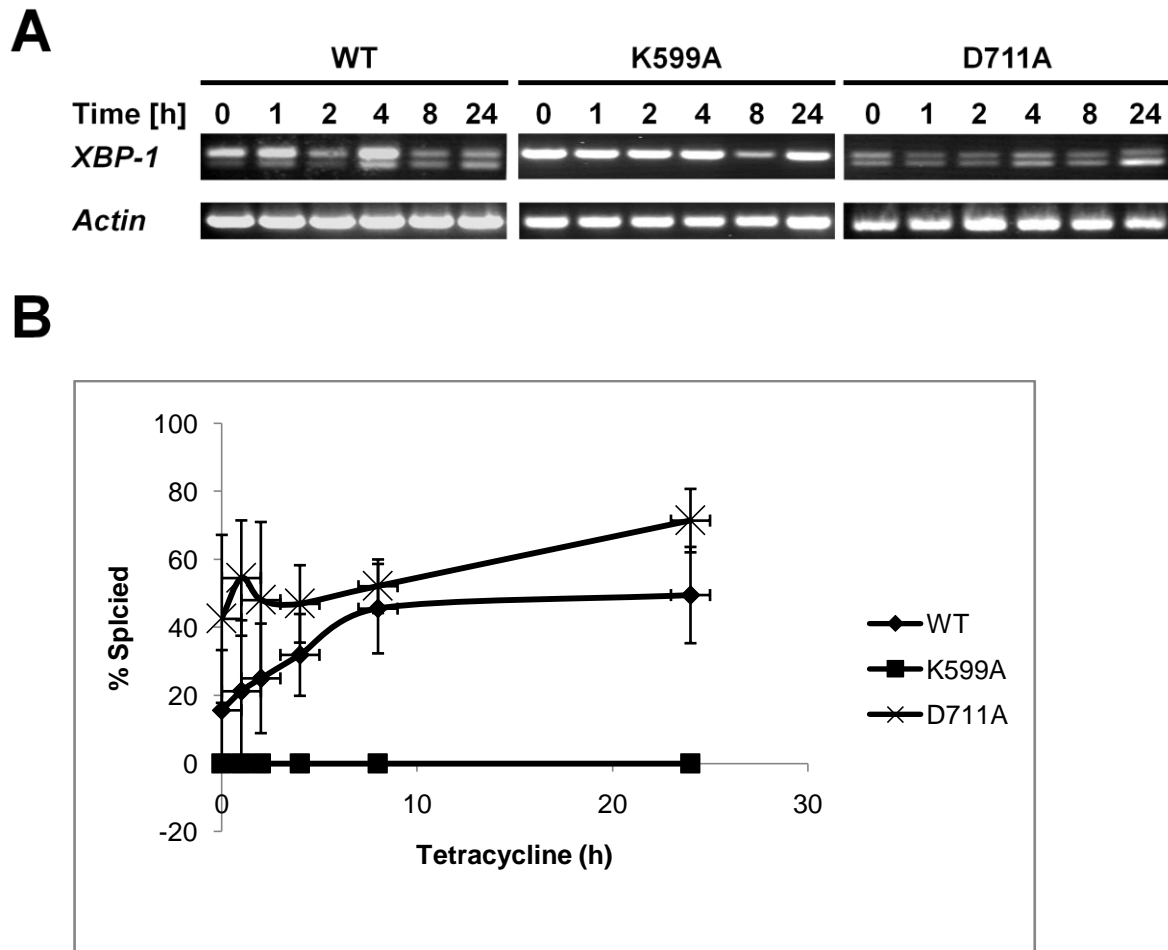 A
WT K599A D711A
Time [h] 0 1 2 4 8 24 0 1 2 4 8 24 0 1 2 4 8 24
XBP-1
Actin
B
100
80
60
40
20
0
-20
% Splcied
0 10 20 30
Tetracycline (h)
WT
K599A
D711A